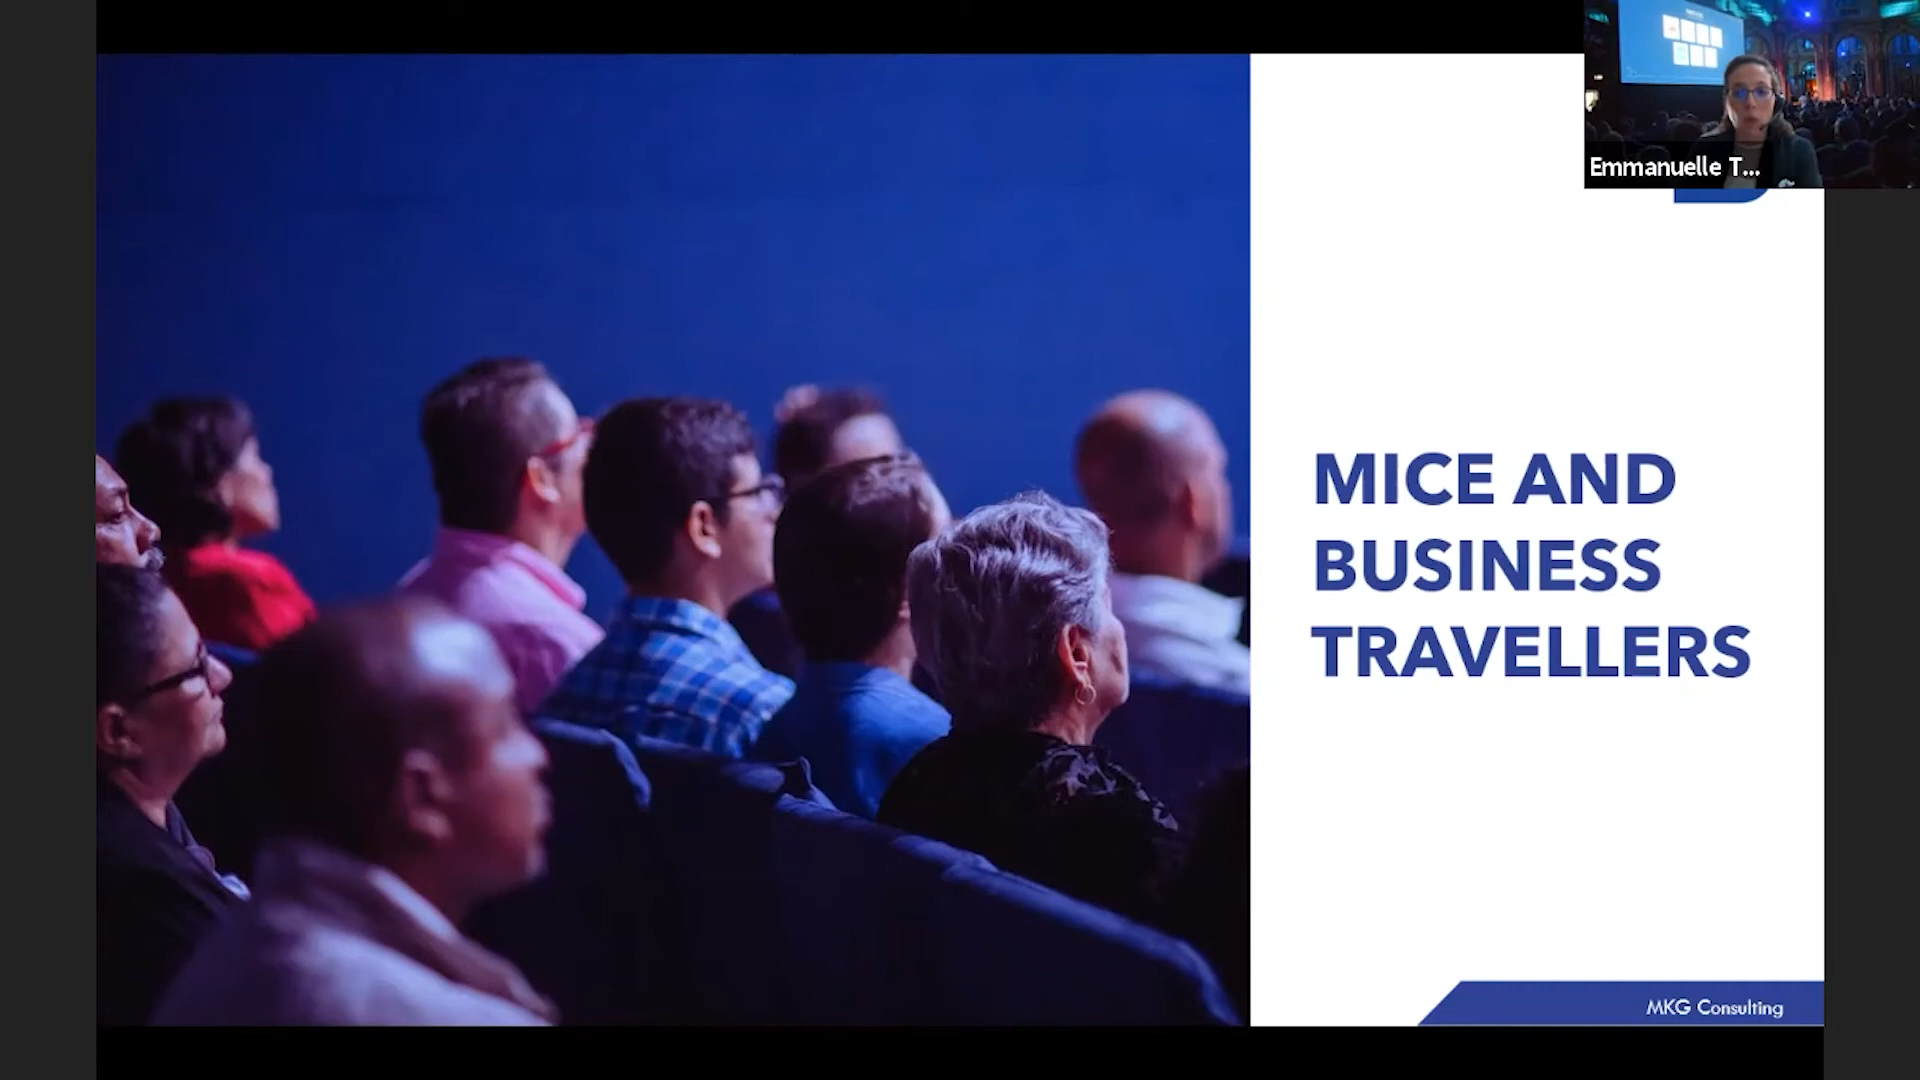 Emmanuelle T...
MICE AND
BUSINESS
TRAVELLERS
MKG Consulting